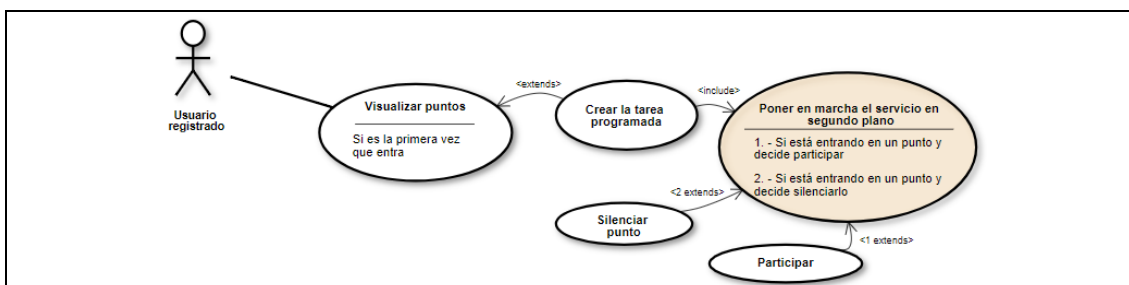 Usuario
registrado
Visualizar puntos
Si es la primera vez
que entra
<extends>
Crear la tarea
programada
<include>
Poner en marcha el servicio en
segundo plano
1. - Si está entrando en un punto y
decide participar
2. - Si está entrando en un punto y
decide silenciarlo
<2 extends>
Silenciar
punto
<1 extends>
Participar